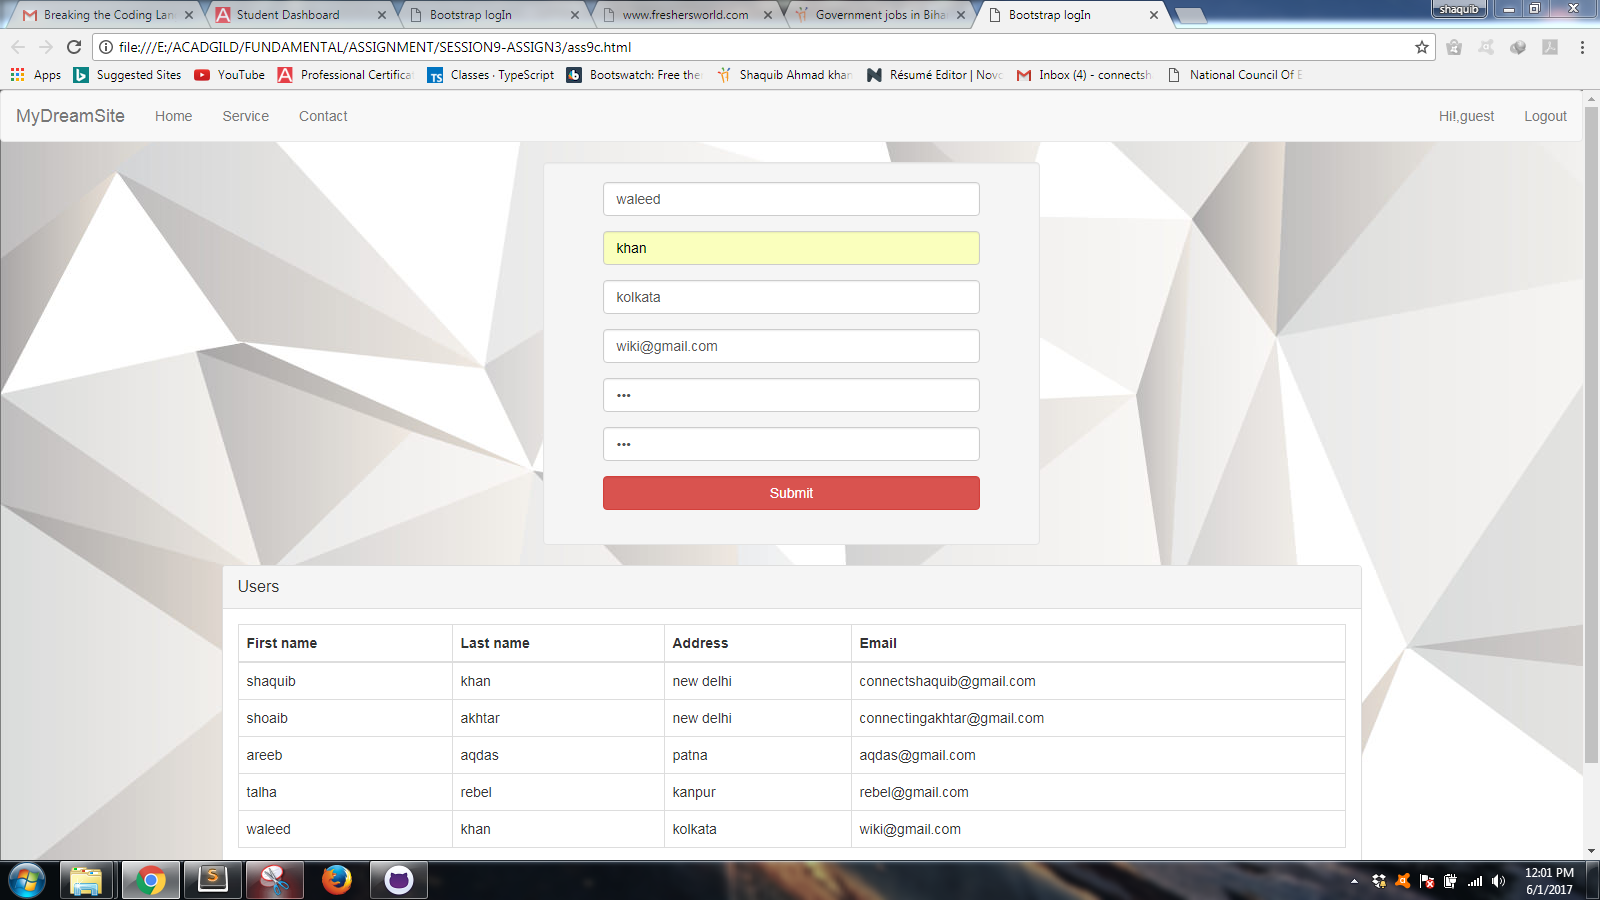 Breaking the Coding Lan
Student Dashboard
Bootstrap logIn
www.freshersworld.com
Government jobs in Biha
Bootstrap logIn
shaquib
file:///E:/ACADGILD/FUNDAMENTAL/ASSIGNMENT/SESSION9-ASSIGN3/ass9c.html
Apps
Suggested Sites
YouTube
Professional Certifica
Classes · TypeScript
Bootswatch: Free the
Shaquib Ahmad khan
Résumé Editor | Novo
Inbox (4) - connectsh
National Council Of E
MyDreamSite
Home
Service
Contact
Hi!,guest
Logout
waleed
khan
kolkata
wiki@gmail.com
•••
•••
Submit
Users
First name Last name Address Email
shaquib khan new delhi connectshaquib@gmail.com
shoaib akhtar new delhi connectingakhtar@gmail.com
areeb aqdas patna aqdas@gmail.com
talha rebel kanpur rebel@gmail.com
waleed khan kolkata wiki@gmail.com
12:01 PM
6/1/2017